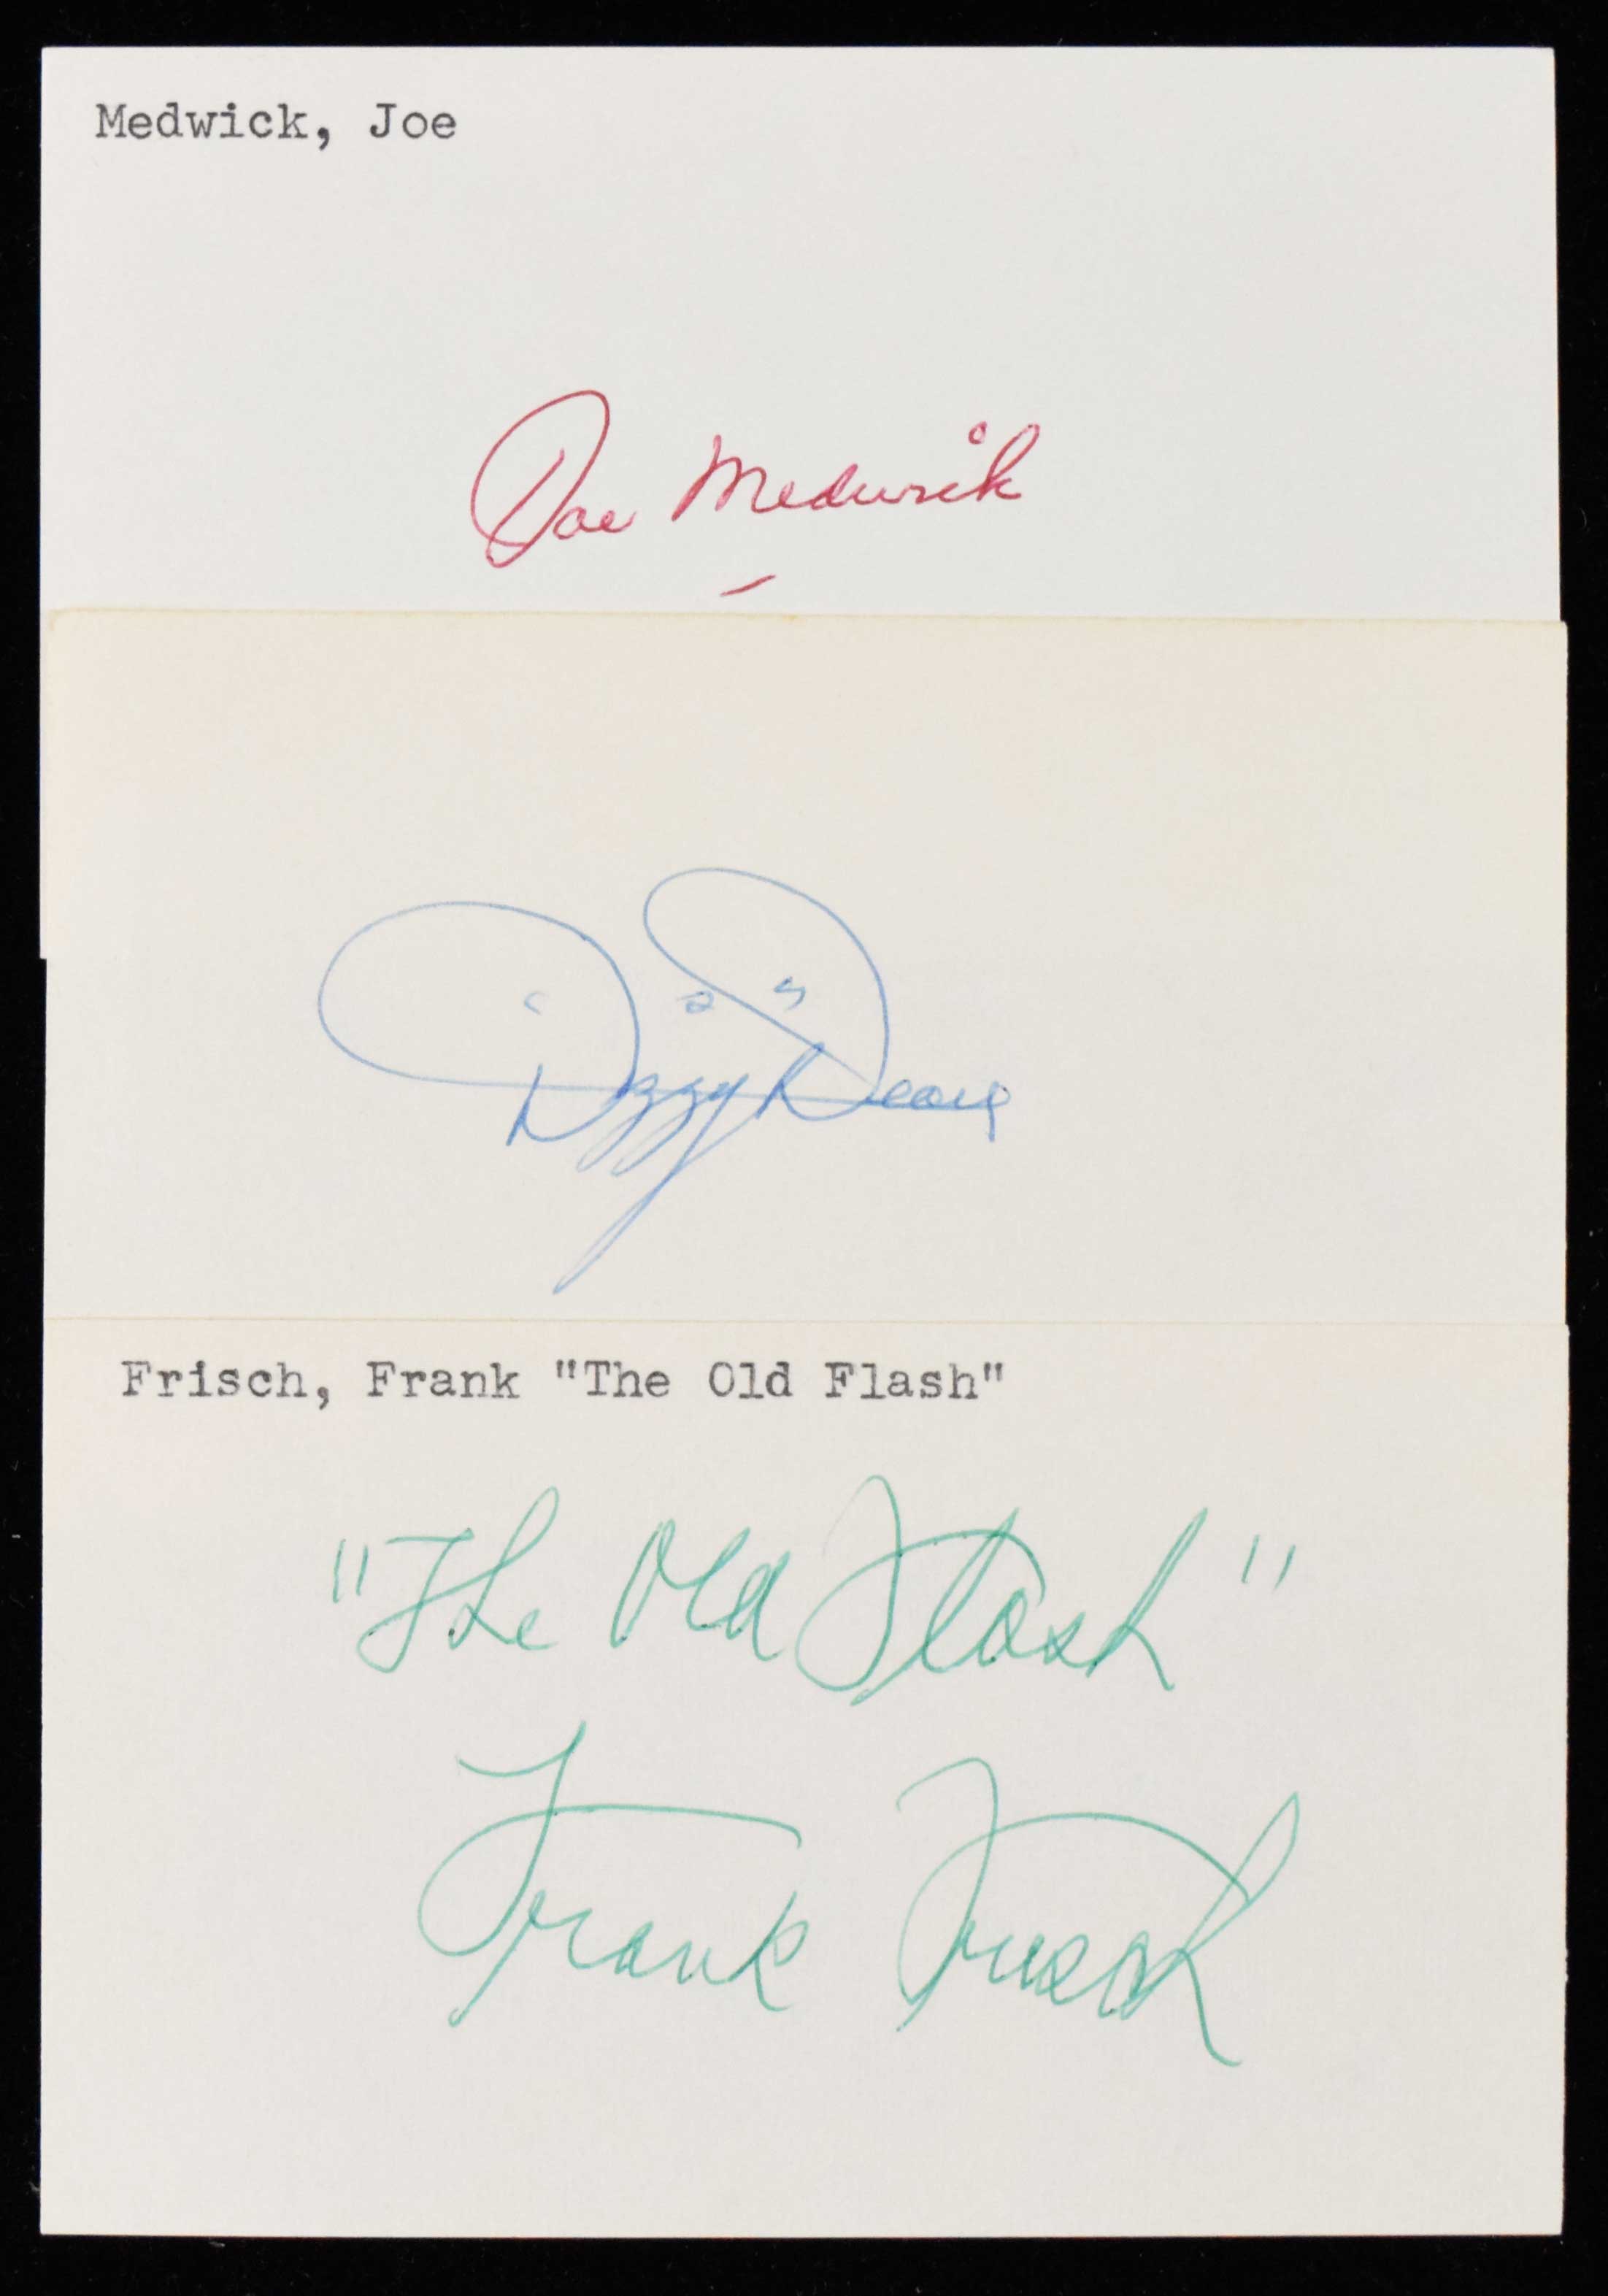 Medwick, Joe
Joe Medwick
Dizzy Dean
Frisch, Frank "The Old Flash"
"The Old Flash"
Frank Frisch